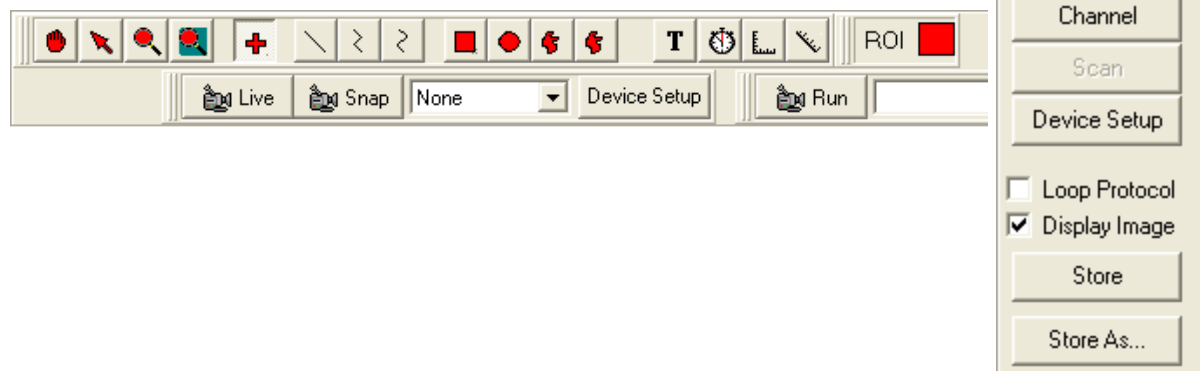 T ROI
Live Snap None Device Setup Run
Channel
Scan
Device Setup
Loop Protocol
Display Image
Store
Store As...